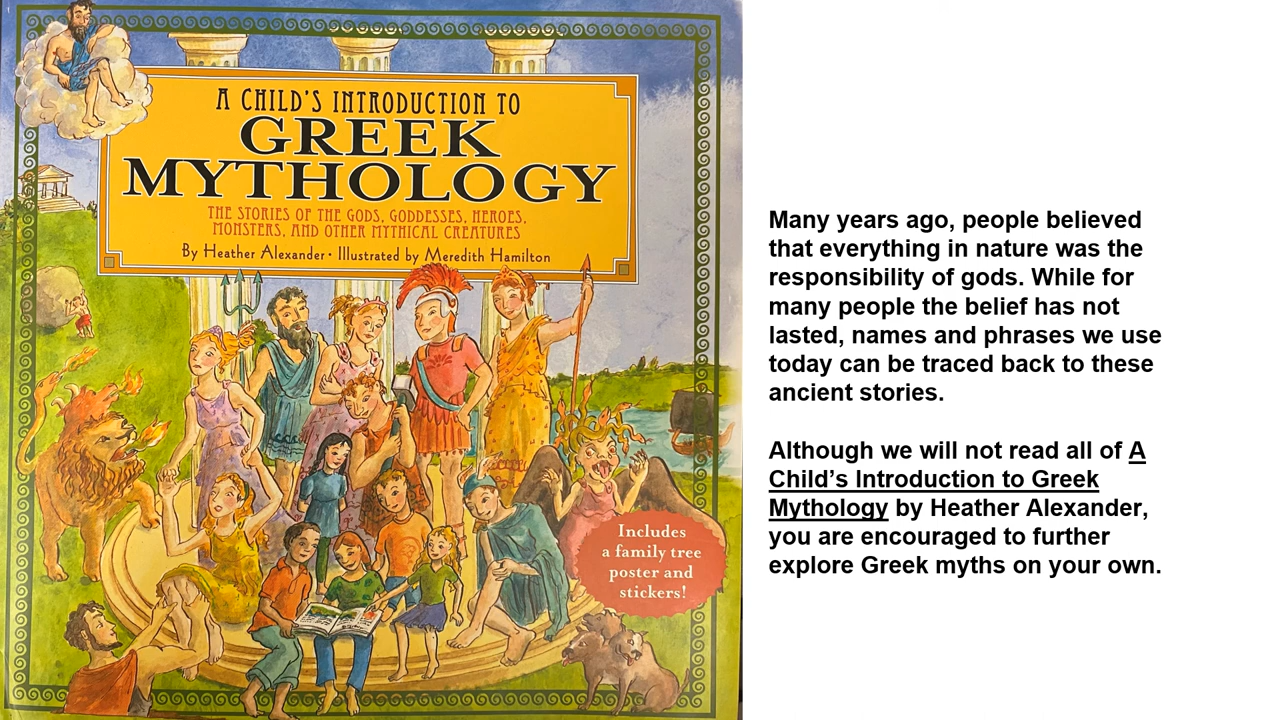 A CHILD'S INTRODUCTION TO
GREEK
MYTHOLOGY
THE STORIES OF THE GODS, GODDESSES, HEROES,
MONSTERS, AND OTHER MYTHICAL CREATURES
By Heather Alexander • Illustrated by Meredith Hamilton
Includes
a family tree
poster and
stickers!
Many years ago, people believed
that everything in nature was the
responsibility of gods. While for
many people the belief has not
lasted, names and phrases we use
today can be traced back to these
ancient stories.
Although we will not read all of A
Child's Introduction to Greek
Mythology by Heather Alexander,
you are encouraged to further
explore Greek myths on your own.